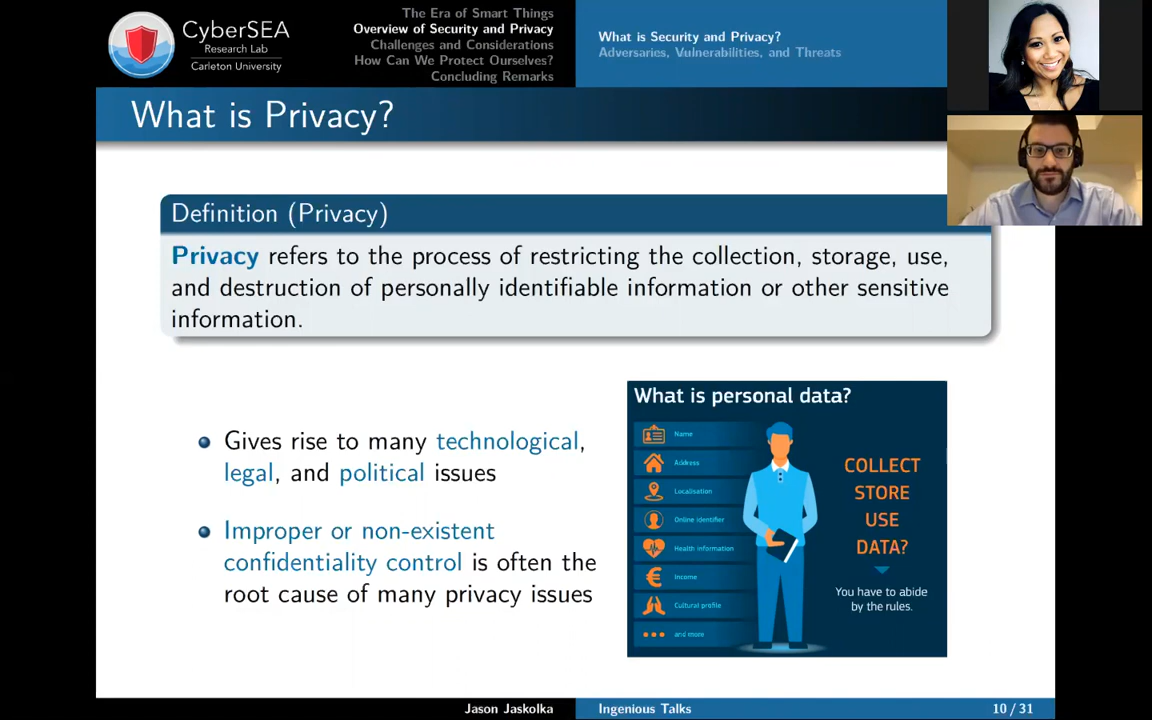 CyberSEA
Research Lab
Carleton University
The Era of Smart Things
Overview of Security and Privacy
Challenges and Considerations
How Can We Protect Ourselves?
Concluding Remarks
What is Security and Privacy?
Adversaries, Vulnerabilities, and Threats
What is Privacy?
Definition (Privacy)
Privacy refers to the process of restricting the collection, storage, use,
and destruction of personally identifiable information or other sensitive
information.
Gives rise to many technological,
legal, and political issues
Improper or non-existent
confidentiality control is often the
root cause of many privacy issues
What is personal data?
Name
Address
Localisation
Online identifier
Health information
Income
Cultural profile
and more
COLLECT
STORE
USE
DATA?
You have to abide
by the rules.
Jason Jaskolka
Ingenious Talks
10 / 31